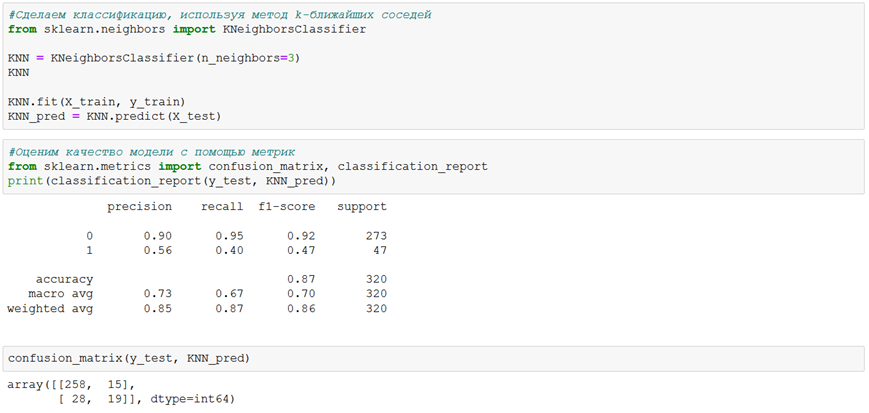 #Сделаем классификацию, используя метод k-ближайших соседей
from sklearn.neighbors import KNeighborsClassifier
KNN = KNeighborsClassifier(n_neighbors=3)
KNN
KNN.fit(X_train, y_train)
KNN_pred = KNN.predict(X_test)
#Оценим качество модели с помощью метрик
from sklearn.metrics import confusion_matrix, classification_report
print(classification_report(y_test, KNN_pred))
precision recall f1-score support
0 0.90 0.95 0.92 273
1 0.56 0.40 0.47 47
accuracy 0.87 320
macro avg 0.73 0.67 0.70 320
weighted avg 0.85 0.87 0.86 320
confusion_matrix(y_test, KNN_pred)
array([[258, 15],
[ 28, 19]], dtype=int64)